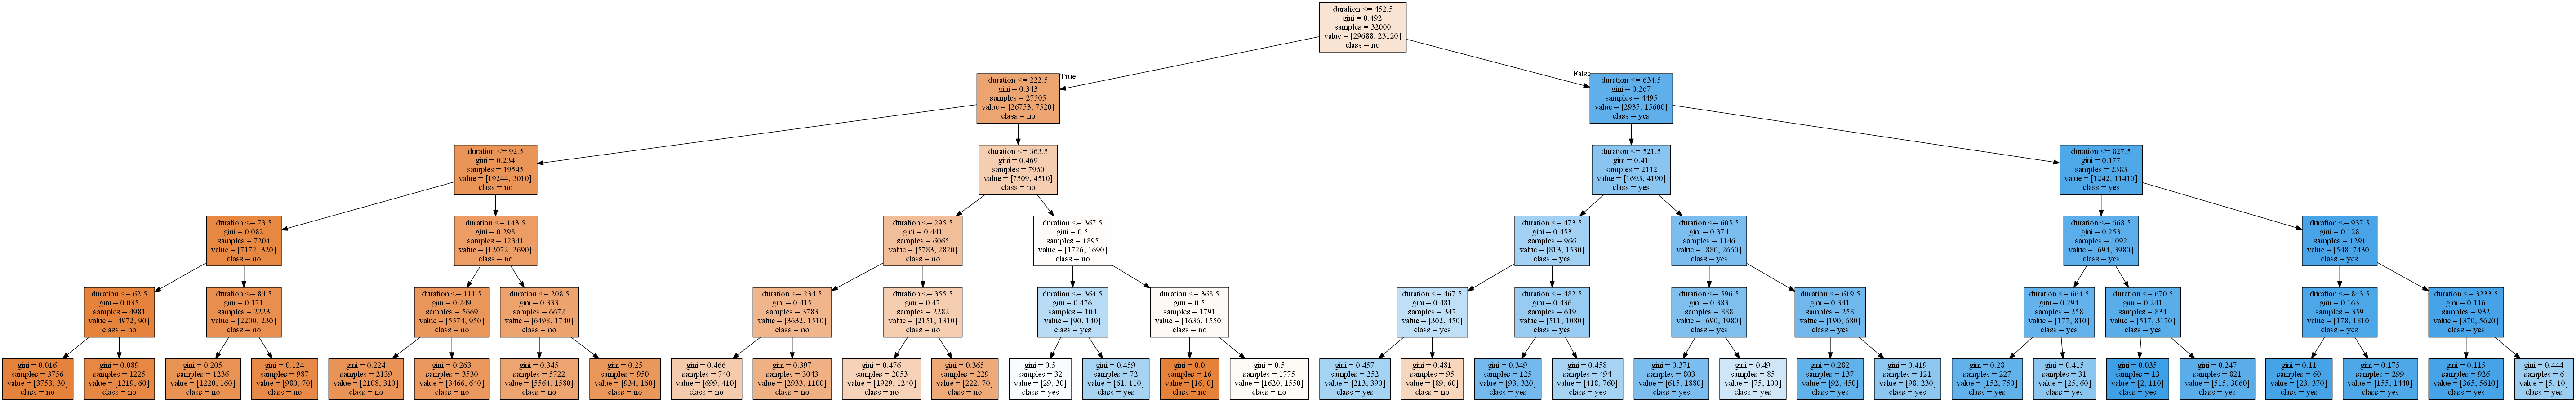 duration <= 452.5
gini = 0.492
samples = 32000
value = [29688, 23120]
class = no
True
False
duration <= 222.5
gini = 0.343
samples = 27505
value = [26753, 7520]
class = no
duration <= 634.5
gini = 0.267
samples = 4495
value = [2935, 15600]
class = yes
duration <= 92.5
gini = 0.234
samples = 19545
value = [19244, 3010]
class = no
duration <= 363.5
gini = 0.469
samples = 7960
value = [7509, 4510]
class = no
duration <= 521.5
gini = 0.41
samples = 2112
value = [1693, 4190]
class = yes
duration <= 827.5
gini = 0.177
samples = 2383
value = [1242, 11410]
class = yes
duration <= 73.5
gini = 0.082
samples = 7204
value = [7172, 320]
class = no
duration <= 143.5
gini = 0.298
samples = 12341
value = [12072, 2690]
class = no
duration <= 295.5
gini = 0.441
samples = 6065
value = [5783, 2820]
class = no
duration <= 367.5
gini = 0.5
samples = 1895
value = [1726, 1690]
class = no
duration <= 473.5
gini = 0.453
samples = 966
value = [813, 1530]
class = yes
duration <= 605.5
gini = 0.374
samples = 1146
value = [880, 2660]
class = yes
duration <= 668.5
gini = 0.253
samples = 1092
value = [694, 3980]
class = yes
duration <= 937.5
gini = 0.128
samples = 1291
value = [548, 7430]
class = yes
duration <= 62.5
gini = 0.035
samples = 4981
value = [4972, 90]
class = no
duration <= 84.5
gini = 0.171
samples = 2223
value = [2200, 230]
class = no
duration <= 111.5
gini = 0.249
samples = 5669
value = [5574, 950]
class = no
duration <= 208.5
gini = 0.333
samples = 6672
value = [6498, 1740]
class = no
duration <= 234.5
gini = 0.415
samples = 3783
value = [3632, 1510]
class = no
duration <= 355.5
gini = 0.47
samples = 2282
value = [2151, 1310]
class = no
duration <= 364.5
gini = 0.476
samples = 104
value = [90, 140]
class = yes
duration <= 368.5
gini = 0.5
samples = 1791
value = [1636, 1550]
class = no
duration <= 467.5
gini = 0.481
samples = 347
value = [302, 450]
class = yes
duration <= 482.5
gini = 0.436
samples = 619
value = [511, 1080]
class = yes
duration <= 596.5
gini = 0.383
samples = 888
value = [690, 1980]
class = yes
duration <= 619.5
gini = 0.341
samples = 258
value = [190, 680]
class = yes
duration <= 664.5
gini = 0.294
samples = 258
value = [177, 810]
class = yes
duration <= 670.5
gini = 0.241
samples = 834
value = [517, 3170]
class = yes
duration <= 843.5
gini = 0.163
samples = 359
value = [178, 1810]
class = yes
duration <= 3233.5
gini = 0.116
samples = 932
value = [370, 5620]
class = yes
gini = 0.016
samples = 3756
value = [3753, 30]
class = no
gini = 0.089
samples = 1225
value = [1219, 60]
class = no
gini = 0.205
samples = 1236
value = [1220, 160]
class = no
gini = 0.124
samples = 987
value = [980, 70]
class = no
gini = 0.224
samples = 2139
value = [2108, 310]
class = no
gini = 0.263
samples = 3530
value = [3466, 640]
class = no
gini = 0.345
samples = 5722
value = [5564, 1580]
class = no
gini = 0.25
samples = 950
value = [934, 160]
class = no
gini = 0.466
samples = 740
value = [699, 410]
class = no
gini = 0.397
samples = 3043
value = [2933, 1100]
class = no
gini = 0.476
samples = 2053
value = [1929, 1240]
class = no
gini = 0.365
samples = 229
value = [222, 70]
class = no
gini = 0.5
samples = 32
value = [29, 30]
class = yes
gini = 0.459
samples = 72
value = [61, 110]
class = yes
gini = 0.0
samples = 16
value = [16, 0]
class = no
gini = 0.5
samples = 1775
value = [1620, 1550]
class = no
gini = 0.457
samples = 252
value = [213, 390]
class = yes
gini = 0.481
samples = 95
value = [89, 60]
class = no
gini = 0.349
samples = 125
value = [93, 320]
class = yes
gini = 0.458
samples = 494
value = [418, 760]
class = yes
gini = 0.371
samples = 803
value = [615, 1880]
class = yes
gini = 0.49
samples = 85
value = [75, 100]
class = yes
gini = 0.282
samples = 137
value = [92, 450]
class = yes
gini = 0.419
samples = 121
value = [98, 230]
class = yes
gini = 0.28
samples = 227
value = [152, 750]
class = yes
gini = 0.415
samples = 31
value = [25, 60]
class = yes
gini = 0.035
samples = 13
value = [2, 110]
class = yes
gini = 0.247
samples = 821
value = [515, 3060]
class = yes
gini = 0.11
samples = 60
value = [23, 370]
class = yes
gini = 0.175
samples = 299
value = [155, 1440]
class = yes
gini = 0.115
samples = 926
value = [365, 5610]
class = yes
gini = 0.444
samples = 6
value = [5, 10]
class = yes